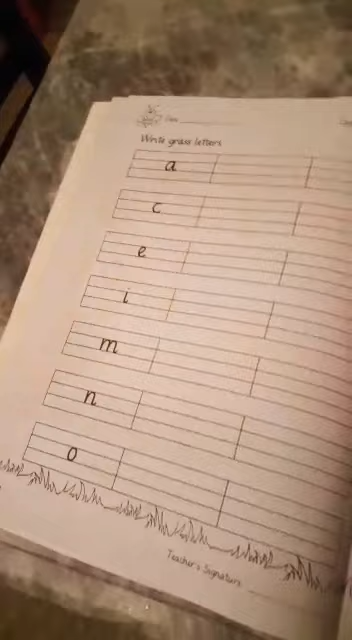 Write grass letters
a
c
e
i
m
n
o
Teacher's Signature